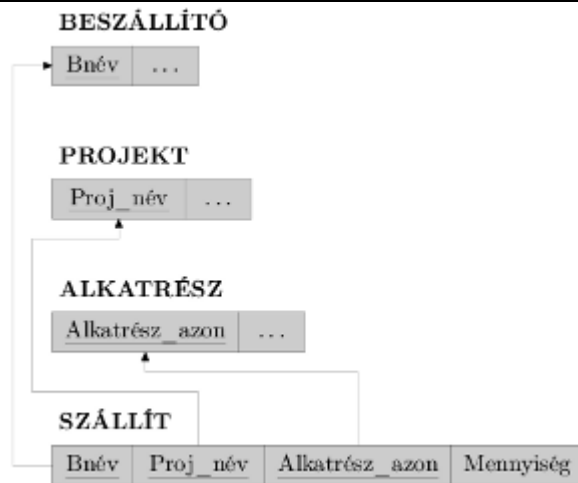 BESZÁLLÍTÓ
Bnév ...
PROJEKT
Proj_név ...
ALKATRÉSZ
Alkatrész_azon ...
SZÁLLÍT
Bnév Proj_név Alkatrész_azon Mennyiség